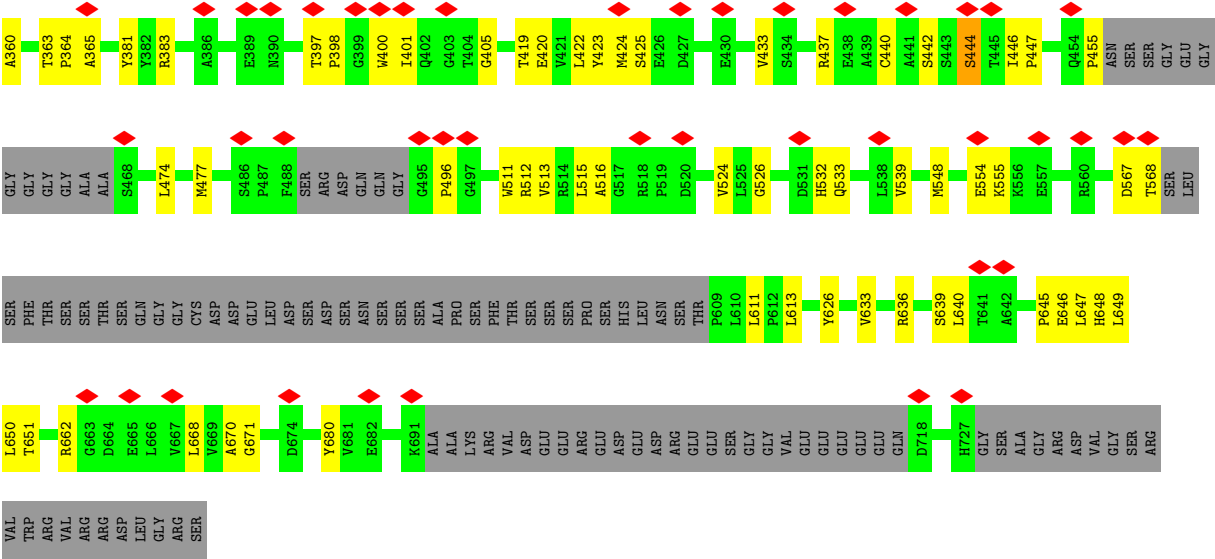 A360 T363 P364 A365 Y381 Y382 R383 A386 E389 N390 T397 P398 G399 W400 I401 Q402 G403 T404 G405 T419 E420 V421 L422 Y423 M424 S425 E426 D427 E430 V433 S434 R437 E438 A439 C440 A441 S442 S443 S444 T445 I446 P447 Q454 P455 ASN SER SER GLY GLU GLY
GLY GLY GLY GLY ALA ALA S468 L474 M477 S486 P487 F488 SER ARG ASP GLN GLN GLY G495 P496 G497 W511 R512 V513 R514 L515 A516 G517 R518 P519 D520 V524 L525 G526 D531 H532 Q533 L538 V539 M548 E554 K555 K556 E557 R560 D567 T568 SER LEU
SER PHE THR SER SER THR SER GLN GLY GLY CYS ASP ASP GLU LEU ASP SER ASP SER ASN SER SER SER ALA PRO SER PHE THR SER SER SER PRO SER HIS LEU ASN SER THR P609 L610 L611 P612 L613 Y626 V633 R636 S639 L640 T641 A642 P645 E646 L647 H648 L649
L650 T651 R662 G663 D664 E665 L666 V667 L668 V669 A670 G671 D674 Y680 V681 E682 K691 ALA ALA LYS ARG VAL ASP GLU GLU ARG GLU ASP GLU ASP ARG GLU GLU SER GLY GLY VAL GLU GLU GLU GLU GLU GLN D718 H727 GLY SER ALA GLY ARG ASP VAL GLY SER ARG
VAL TRP ARG VAL ARG ARG ASP LEU GLY ARG SER